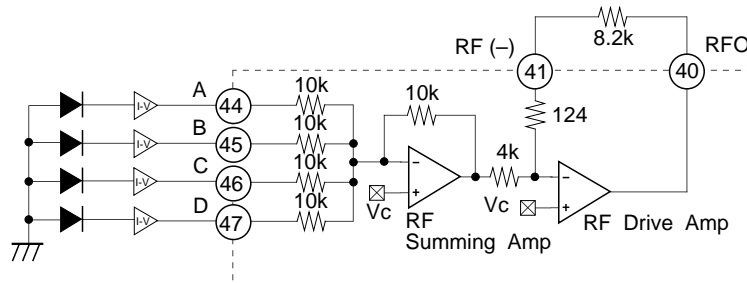 RF (–)
8.2k
RFO
41
40
A
I-V
44
10k
10k
124
B
I-V
45
10k
C
I-V
46
10k
4k
D
I-V
47
10k
–
+
Vc
RF
Summing Amp
–
+
Vc
RF Drive Amp